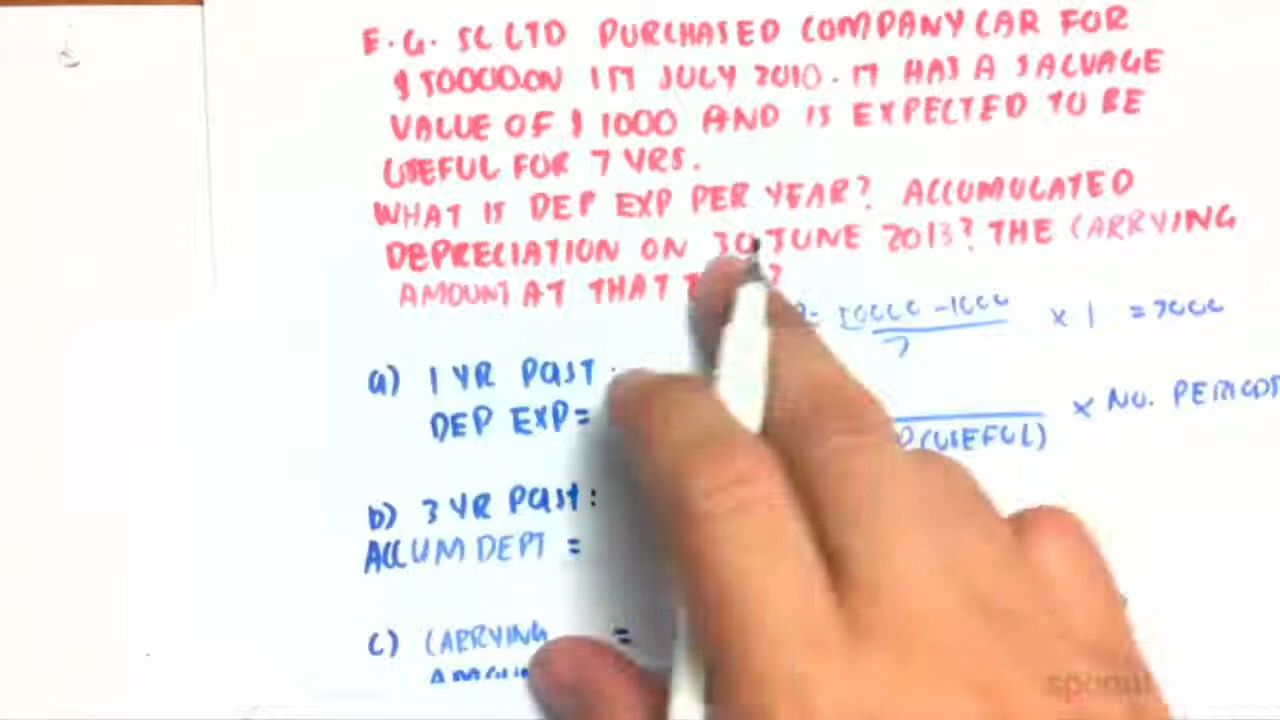 E.G. SC LTD PURCHASED COMPANY CAR FOR
$50000.ON 1ST JULY 2010. IT HAS A SALVAGE
VALUE OF $1000 AND IS EXPECTED TO BE
USEFUL FOR 7 YRS.
WHAT IS DEP EXP PER YEAR? ACCUMULATED
DEPRECIATION ON 30 JUNE 2013? THE CARRYING
AMOUNT AT THAT ?
50000 - 1000 × 1 = 7000
7
a) 1 YR PAST :
DEP EXP =
× NO. PERIODS
(USEFUL)
b) 3 YR PAST :
ACCUM DEPT =
c) CARRYING =